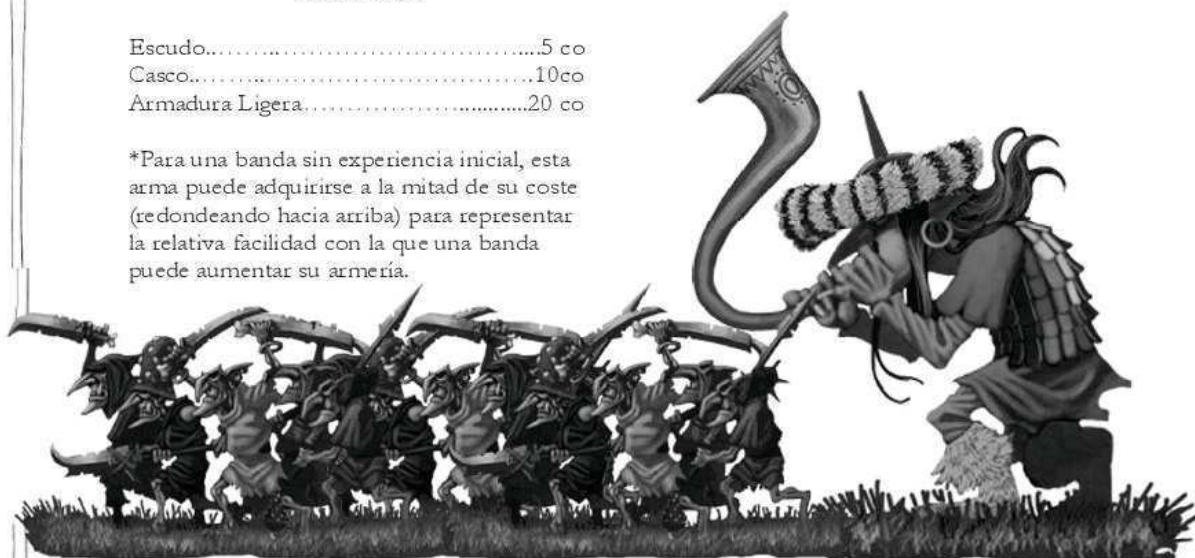 Escudo..……..…………………………....5 co
Casco..……..………………………….10co
Armadura Ligera………………...........20 co
*Para una banda sin experiencia inicial, esta
arma puede adquirirse a la mitad de su coste
(redondeando hacia arriba) para representar
la relativa facilidad con la que una banda
puede aumentar su armería.